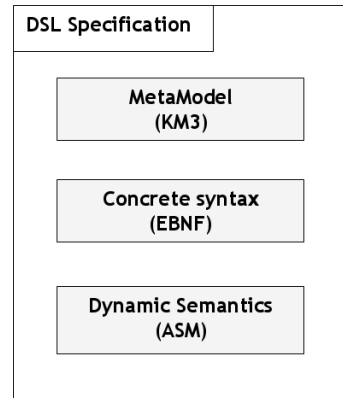 DSL Specification
MetaModel
(KM3)
Concrete syntax
(EBNF)
Dynamic Semantics
(ASM)